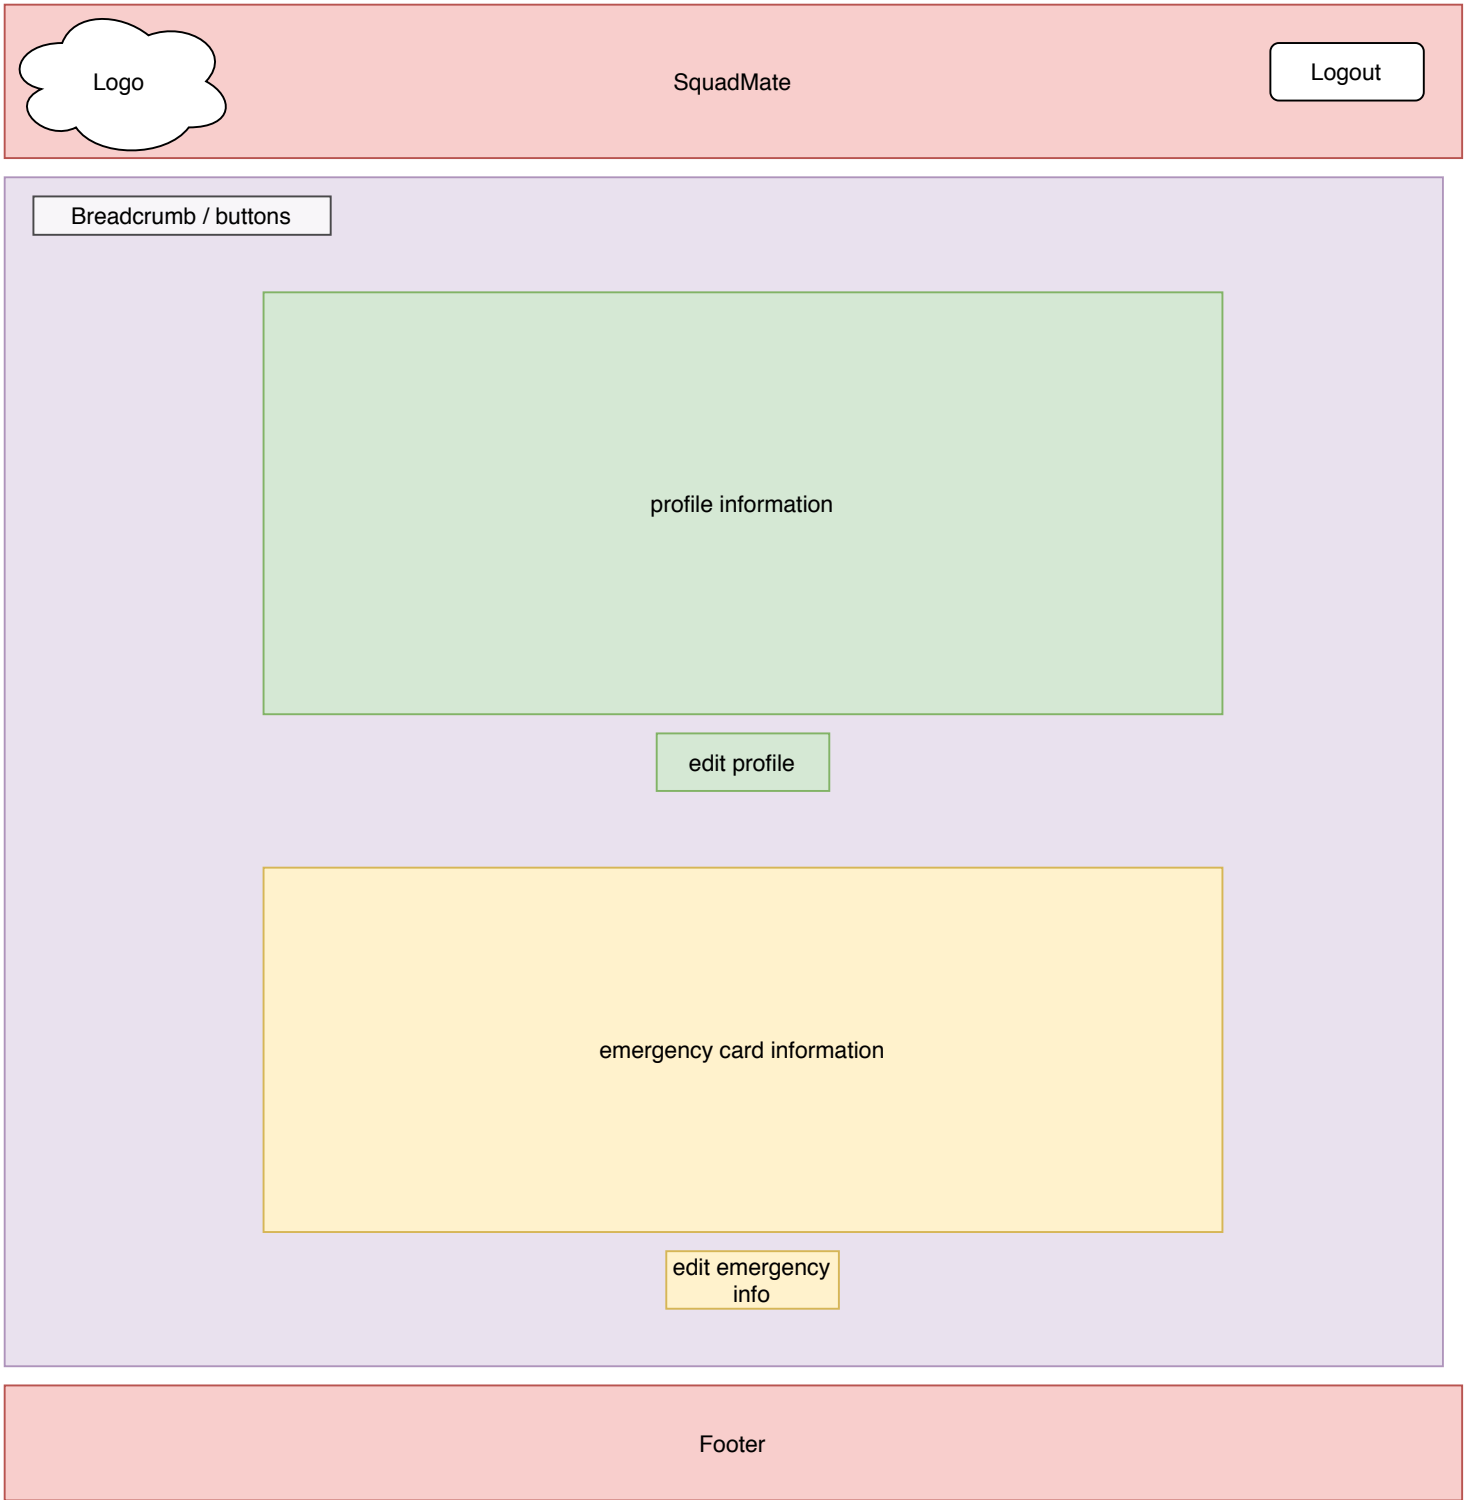 Logo
SquadMate
Logout
Breadcrumb / buttons
profile information
edit profile
emergency card information
edit emergency
info
Footer